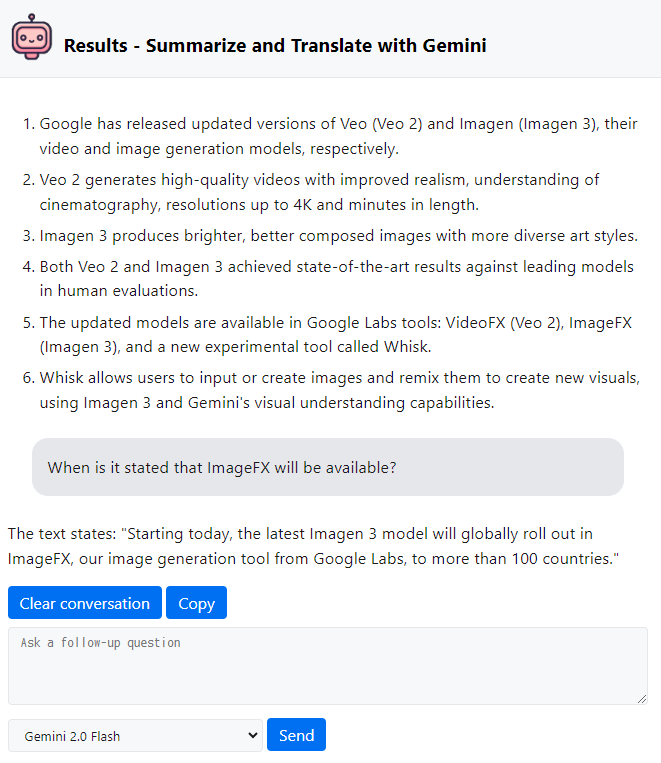 Results - Summarize and Translate with Gemini
1. Google has released updated versions of Veo (Veo 2) and Imagen (Imagen 3), their
video and image generation models, respectively.
2. Veo 2 generates high-quality videos with improved realism, understanding of
cinematography, resolutions up to 4K and minutes in length.
3. Imagen 3 produces brighter, better composed images with more diverse art styles.
4. Both Veo 2 and Imagen 3 achieved state-of-the-art results against leading models
in human evaluations.
5. The updated models are available in Google Labs tools: VideoFX (Veo 2), ImageFX
(Imagen 3), and a new experimental tool called Whisk.
6. Whisk allows users to input or create images and remix them to create new visuals,
using Imagen 3 and Gemini's visual understanding capabilities.
When is it stated that ImageFX will be available?
The text states: "Starting today, the latest Imagen 3 model will globally roll out in
ImageFX, our image generation tool from Google Labs, to more than 100 countries."
Clear conversation Copy
Ask a follow-up question
Gemini 2.0 Flash Send